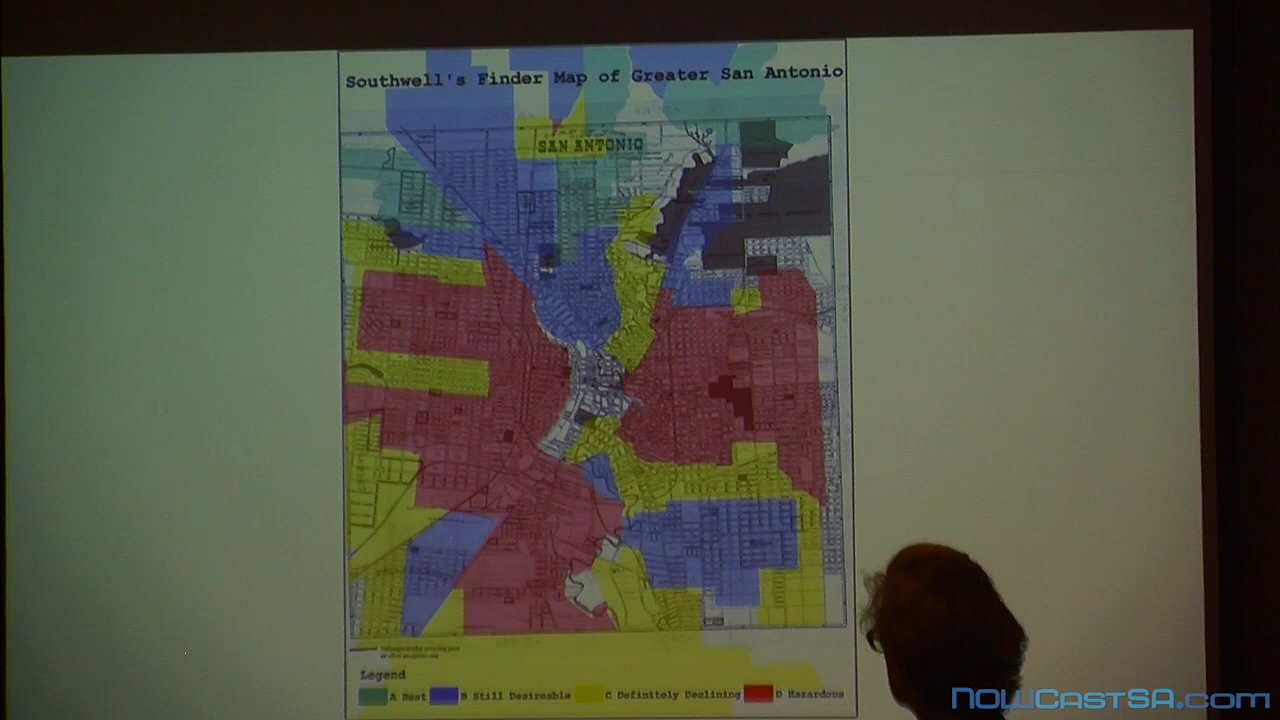 Southwell's Finder Map of Greater San Antonio
SAN ANTONIO
Legend
A Best B Still Desireable C Definitely Declining D Hazardous
NOWCASTSA.com